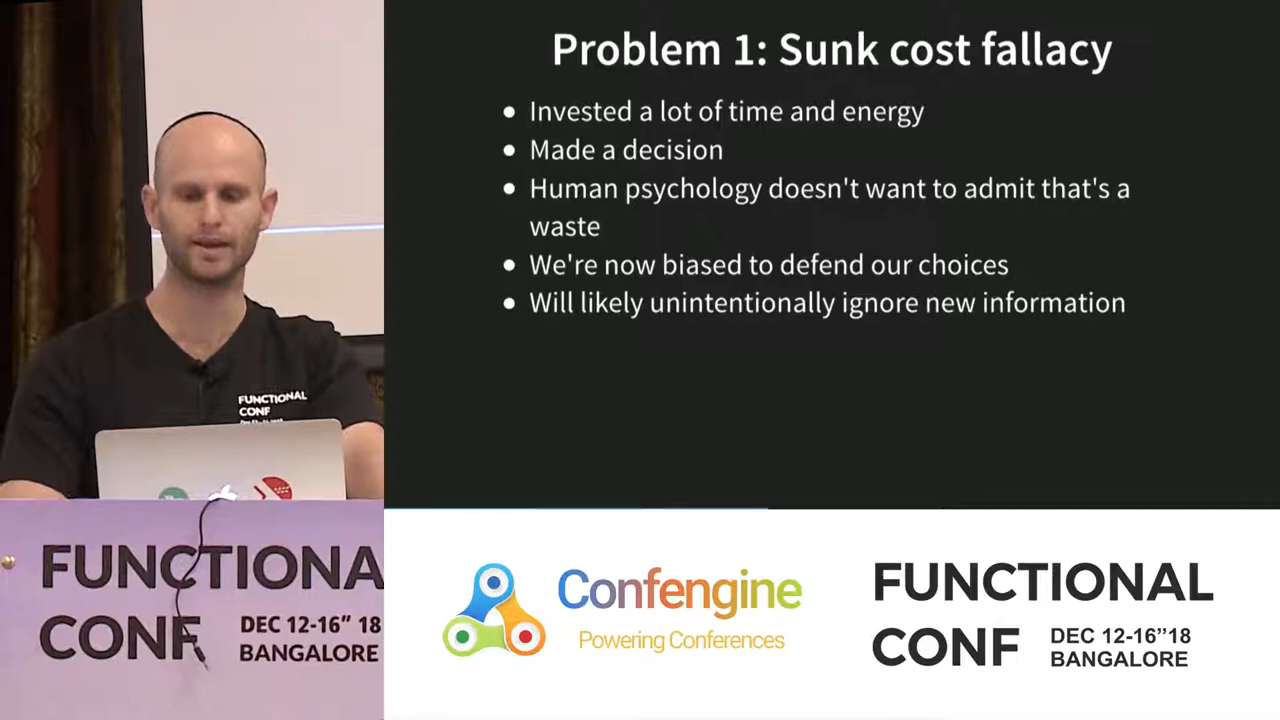 Problem 1: Sunk cost fallacy
• Invested a lot of time and energy
• Made a decision
• Human psychology doesn't want to admit that's a
waste
• We're now biased to defend our choices
• Will likely unintentionally ignore new information
FUNCTIONAL
CONF
FUNCTIONA
CONF
DEC 12-16” 18
BANGALORE
Confengine
Powering Conferences
FUNCTIONAL
CONF
DEC 12-16”18
BANGALORE